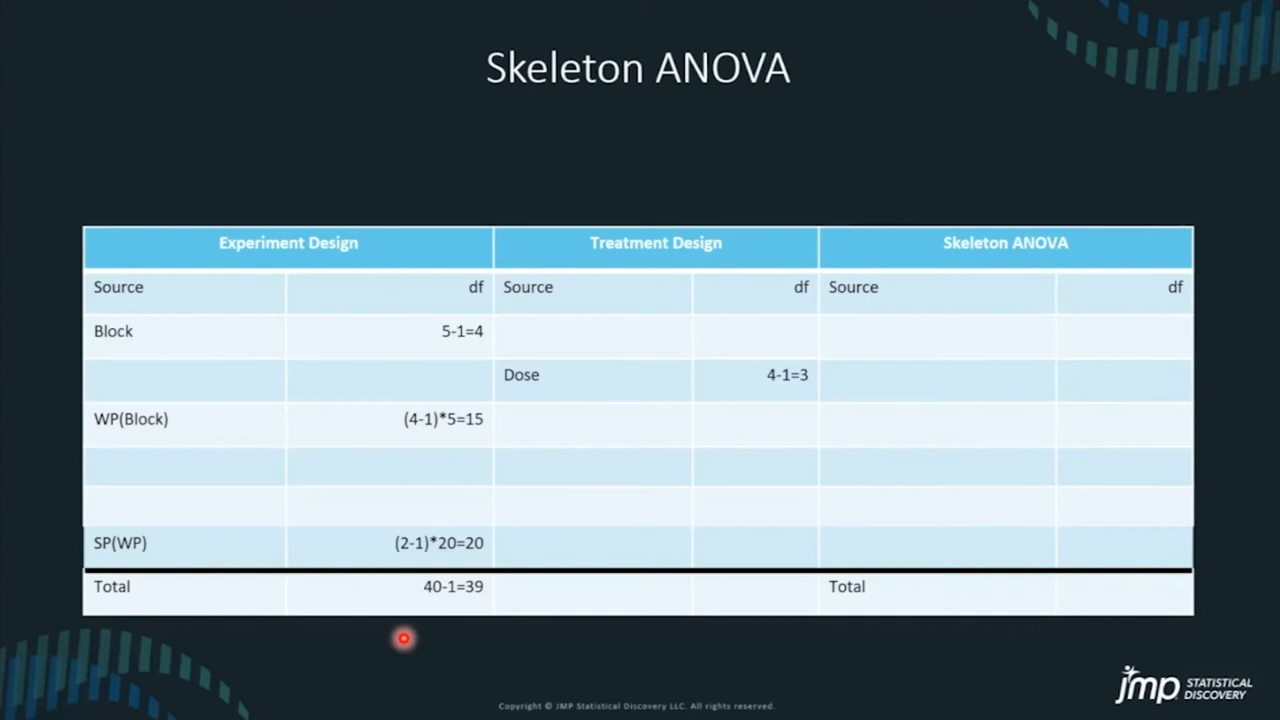 Skeleton ANOVA
Experiment Design Treatment Design Skeleton ANOVA
Source df Source df Source df
Block 5-1=4
Dose 4-1=3
WP(Block) (4-1)*5=15
SP(WP) (2-1)*20=20
Total 40-1=39 Total
jmp STATISTICAL DISCOVERY
Copyright © JMP Statistical Discovery LLC. All rights reserved.